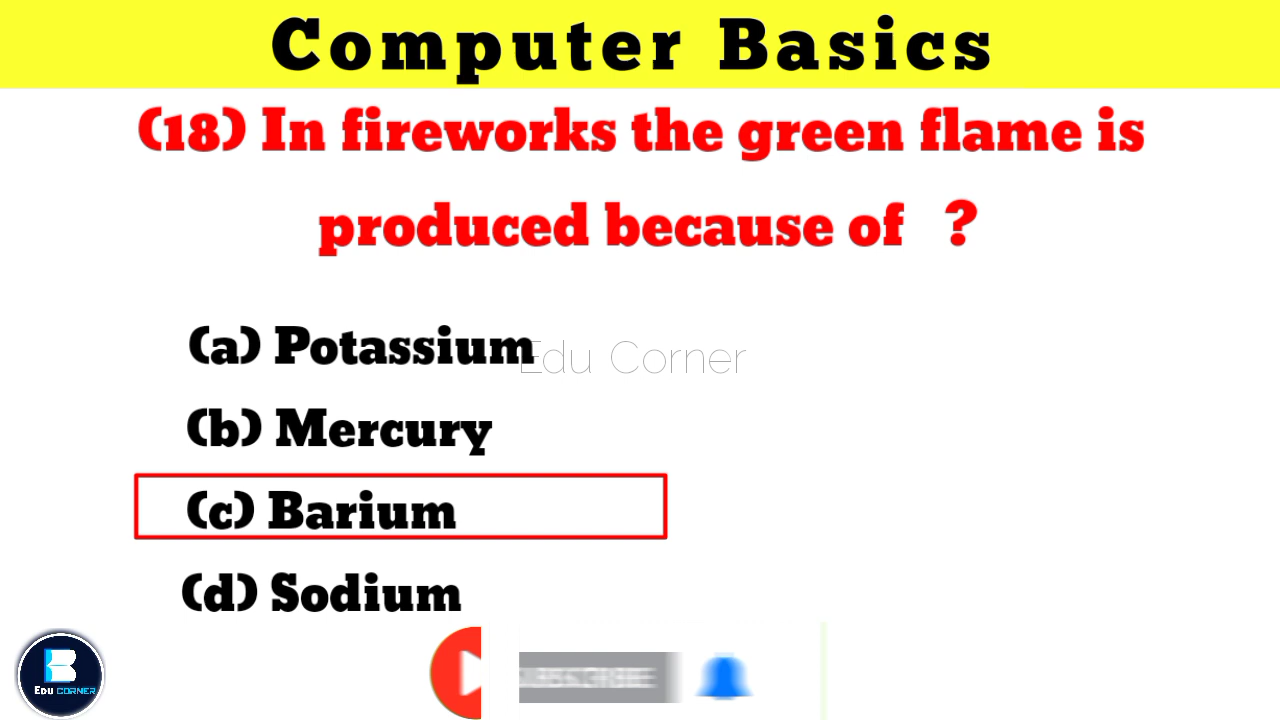 Computer Basics
(18) In fireworks the green flame is
produced because of ?
(a) Potassium
Edu Corner
(b) Mercury
(c) Barium
(d) Sodium
EDU CORNER